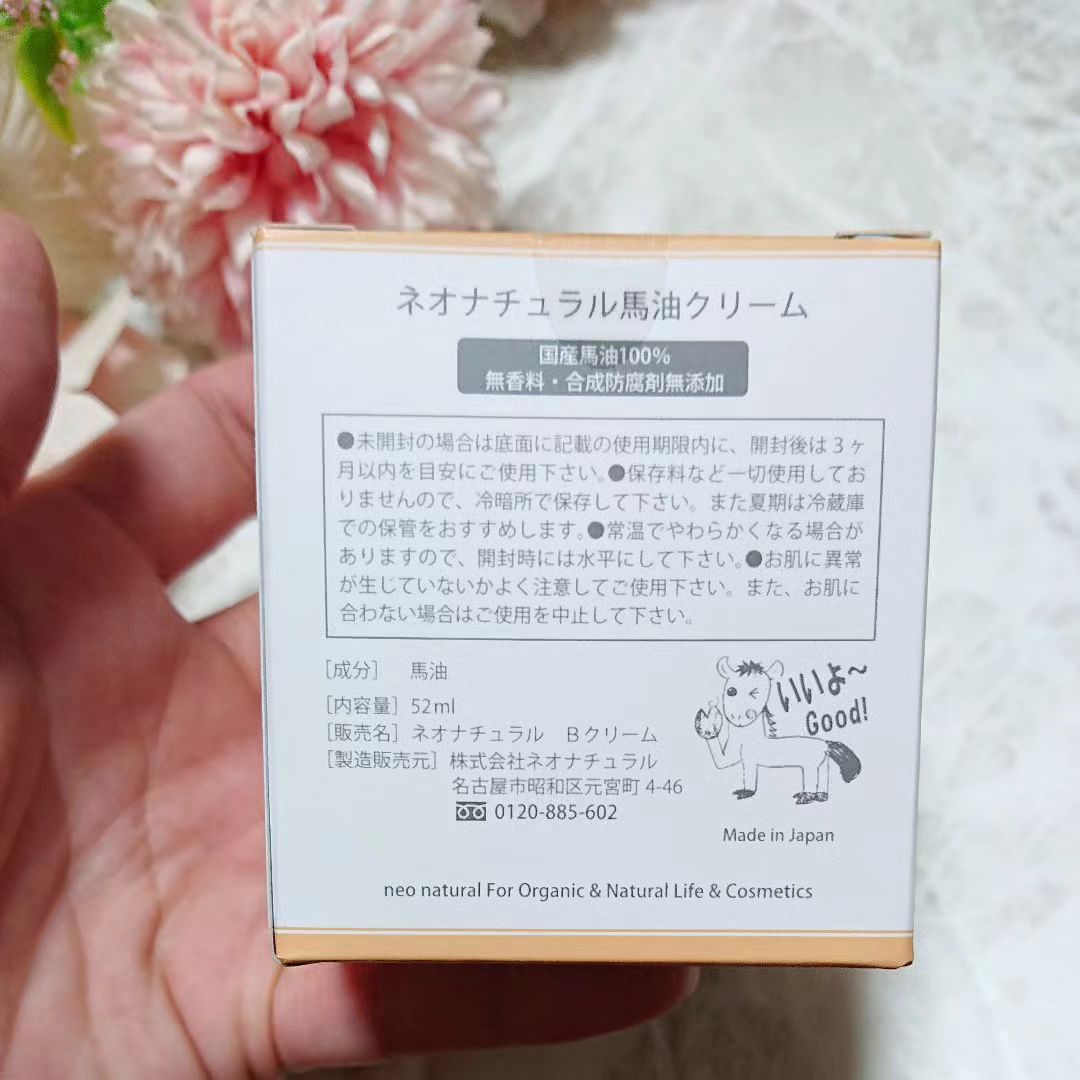 ネオナチュラル馬油クリーム
国産馬油100%
無香料・合成防腐剤無添加
●未開封の場合は底面に記載の使用期限内に、開封後は3ヶ
月以内を目安にご使用下さい。●保存料など一切使用してお
りませんので、冷暗所で保存して下さい。また夏期は冷蔵庫
での保管をおすすめします。●常温でやわらかくなる場合が
ありますので、開封時には水平にして下さい。●お肌に異常
が生じていないかよく注意してご使用下さい。また、お肌に
合わない場合はご使用を中止して下さい。
[成分] 馬油
[内容量] 52ml
[販売名] ネオナチュラル Bクリーム
[製造販売元] 株式会社ネオナチュラル
名古屋市昭和区元宮町 4-46
0120-885-602
いいよ~
Good!
Made in Japan
neo natural For Organic & Natural Life & Cosmetics